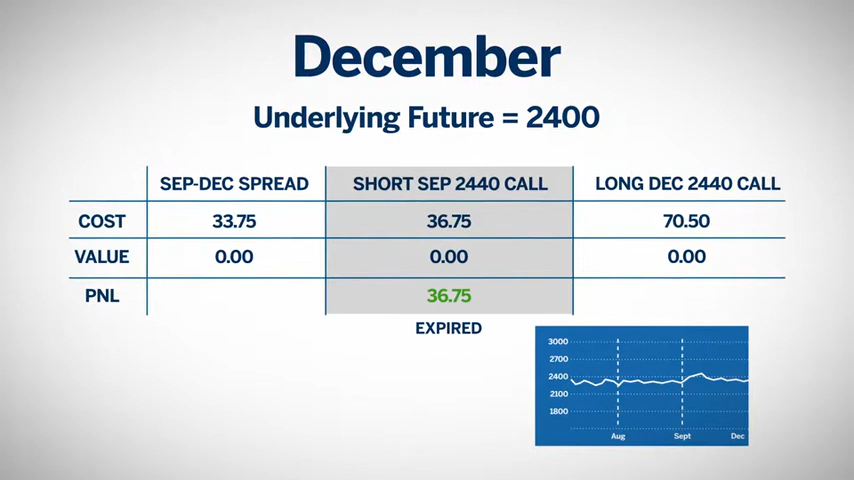 December
Underlying Future = 2400
SEP-DEC SPREAD SHORT SEP 2440 CALL LONG DEC 2440 CALL
COST 33.75 36.75 70.50
VALUE 0.00 0.00 0.00
PNL 36.75
EXPIRED
3000
2700
2400
2100
1800
Aug Sept Dec